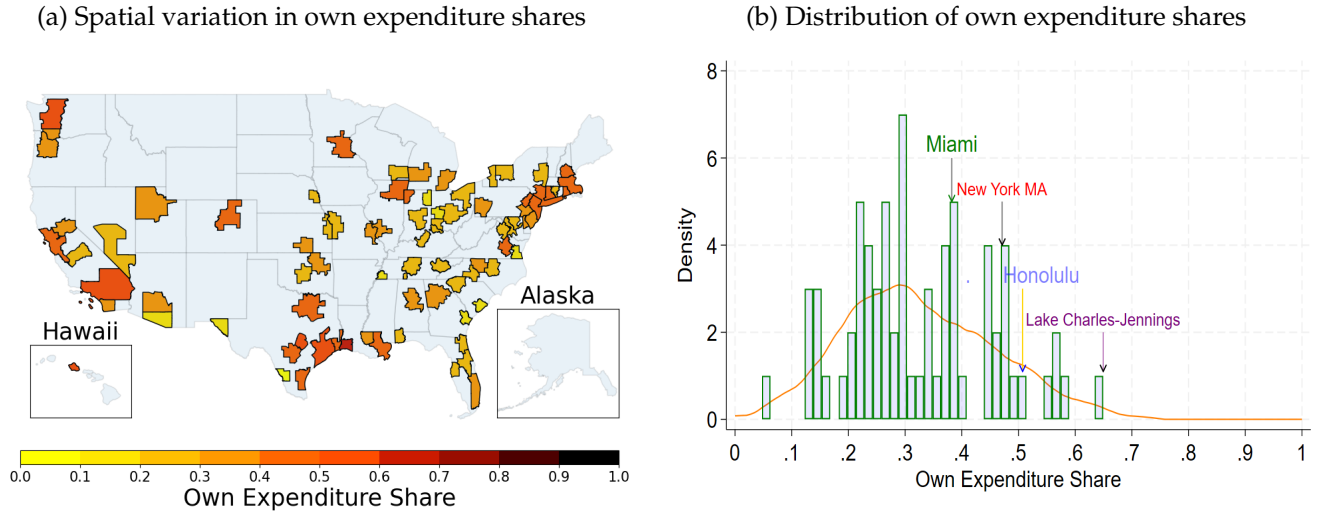 (a) Spatial variation in own expenditure shares
Hawaii
Alaska
0.0 0.1 0.2 0.3 0.4 0.5 0.6 0.7 0.8 0.9 1.0
Own Expenditure Share
(b) Distribution of own expenditure shares
Density
8
6
4
2
0
Miami
New York MA
Honolulu
Lake Charles-Jennings
0 .1 .2 .3 .4 .5 .6 .7 .8 .9 1
Own Expenditure Share